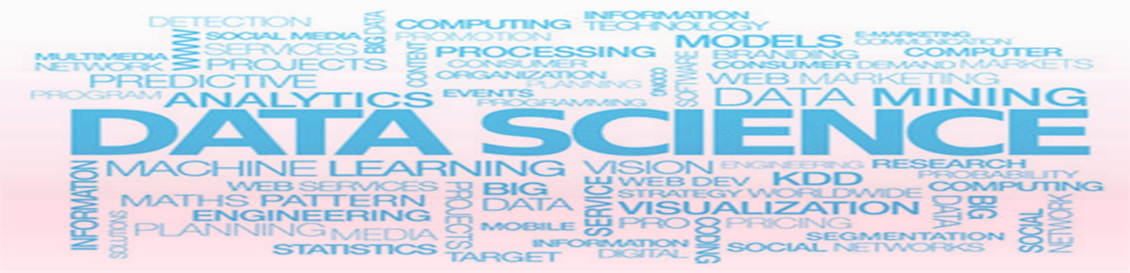 DETECTION
WWW
SOCIAL MEDIA
BIG DATA
COMPUTING
INFORMATION
TECHNOLOGY
SERVICES
PROMOTION
MODELS
E-MARKETING
COMMUNICATION
MULTIMEDIA
NETWORK
PROJECTS
CONTENT
PROCESSING
CONSUMER
SOFTWARE
BRANDING
COMPUTER
CONSUMER DEMAND MARKETS
PREDICTIVE
ORGANIZATION
PLANNING
WEB MARKETING
PROGRAM
ANALYTICS
EVENTS
PROGRAMMING
DATA MINING
DATA SCIENCE
INFORMATION
MACHINE LEARNING
VISION
ENGINEERING
RESEARCH
PROBABILITY
WEB SERVICES
PROJECTS
BIG
DATA
SERVICE
WEB DEV
KDD
COMPUTING
STRATEGY WORLDWIDE
MATHS PATTERN
VISUALIZATION
DATA
BIG
SOCIAL
NETWORK
SOLUTIONS
ENGINEERING
PLANNING
MEDIA
MOBILE
PRO
CODING
PRICING
SEGMENTATION
STATISTICS
TARGET
INFORMATION
DIGITAL
SOCIAL NETWORKS